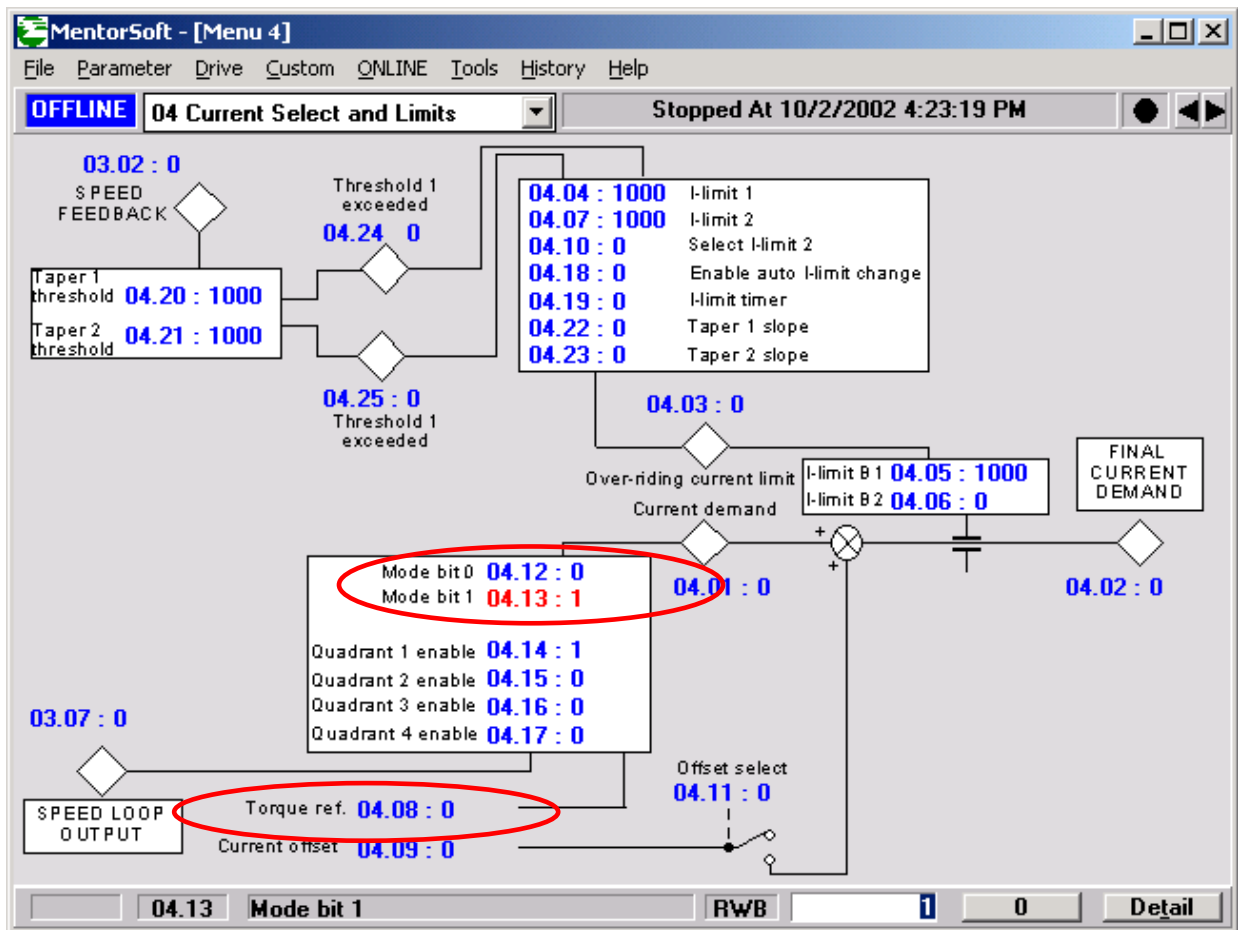 MentorSoft - [Menu 4]
File Parameter Drive Custom ONLINE Tools History Help
OFFLINE 04 Current Select and Limits Stopped At 10/2/2002 4:23:19 PM
03.02 : 0
SPEED
FEEDBACK
Threshold 1
exceeded
04.24 0
Taper 1
threshold 04.20 : 1000
Taper 2
threshold 04.21 : 1000
04.25 : 0
Threshold 1
exceeded
04.04 : 1000 I-limit 1
04.07 : 1000 I-limit 2
04.10 : 0 Select I-limit 2
04.18 : 0 Enable auto I-limit change
04.19 : 0 I-limit timer
04.22 : 0 Taper 1 slope
04.23 : 0 Taper 2 slope
04.03 : 0
Over-riding current limit
I-limit B1 04.05 : 1000
I-limit B2 04.06 : 0
FINAL
CURRENT
DEMAND
Current demand
+
+
04.01 : 0
04.02 : 0
Mode bit 0 04.12 : 0
Mode bit 1 04.13 : 1
Quadrant 1 enable 04.14 : 1
Quadrant 2 enable 04.15 : 0
Quadrant 3 enable 04.16 : 0
Quadrant 4 enable 04.17 : 0
03.07 : 0
SPEED LOOP
OUTPUT
Torque ref. 04.08 : 0
Current offset 04.09 : 0
Offset select
04.11 : 0
04.13 Mode bit 1 RWB 1 0 Detail